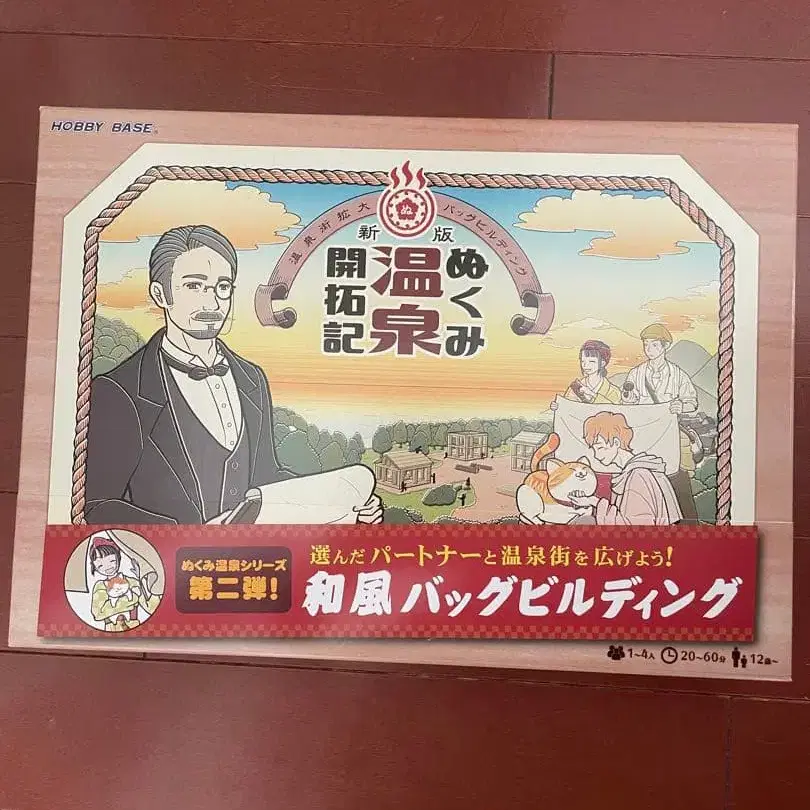 HOBBY BASE
温泉街拡大バッグビルディング
ぬ
新版
ぬくみ
温泉
開拓記
ぬくみ温泉シリーズ
第二弾!
選んだパートナーと温泉街を広げよう!
和風バッグビルディング
1~4人 20~60分 12歳~